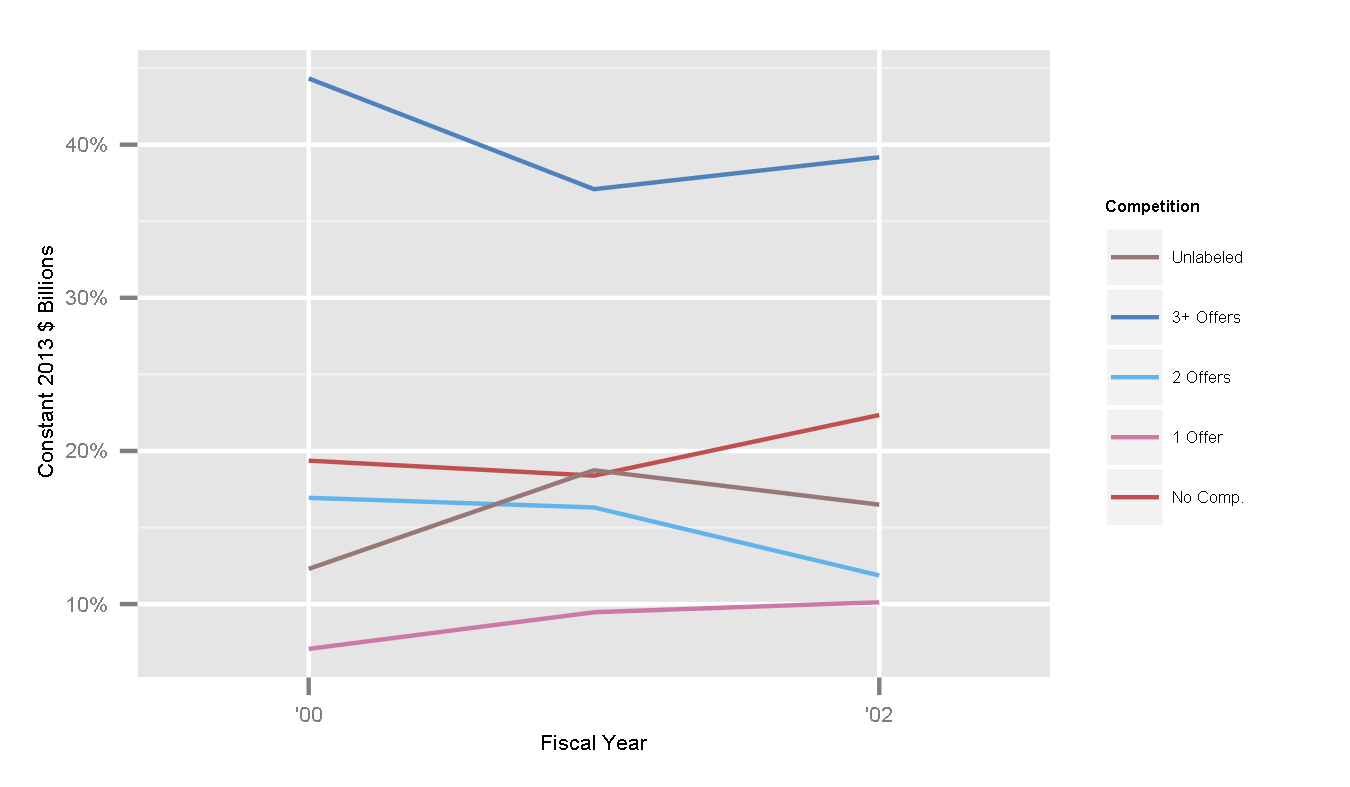 Constant 2013 $ Billions
40%
30%
20%
10%
'00
'02
Fiscal Year
Competition
Unlabeled
3+ Offers
2 Offers
1 Offer
No Comp.